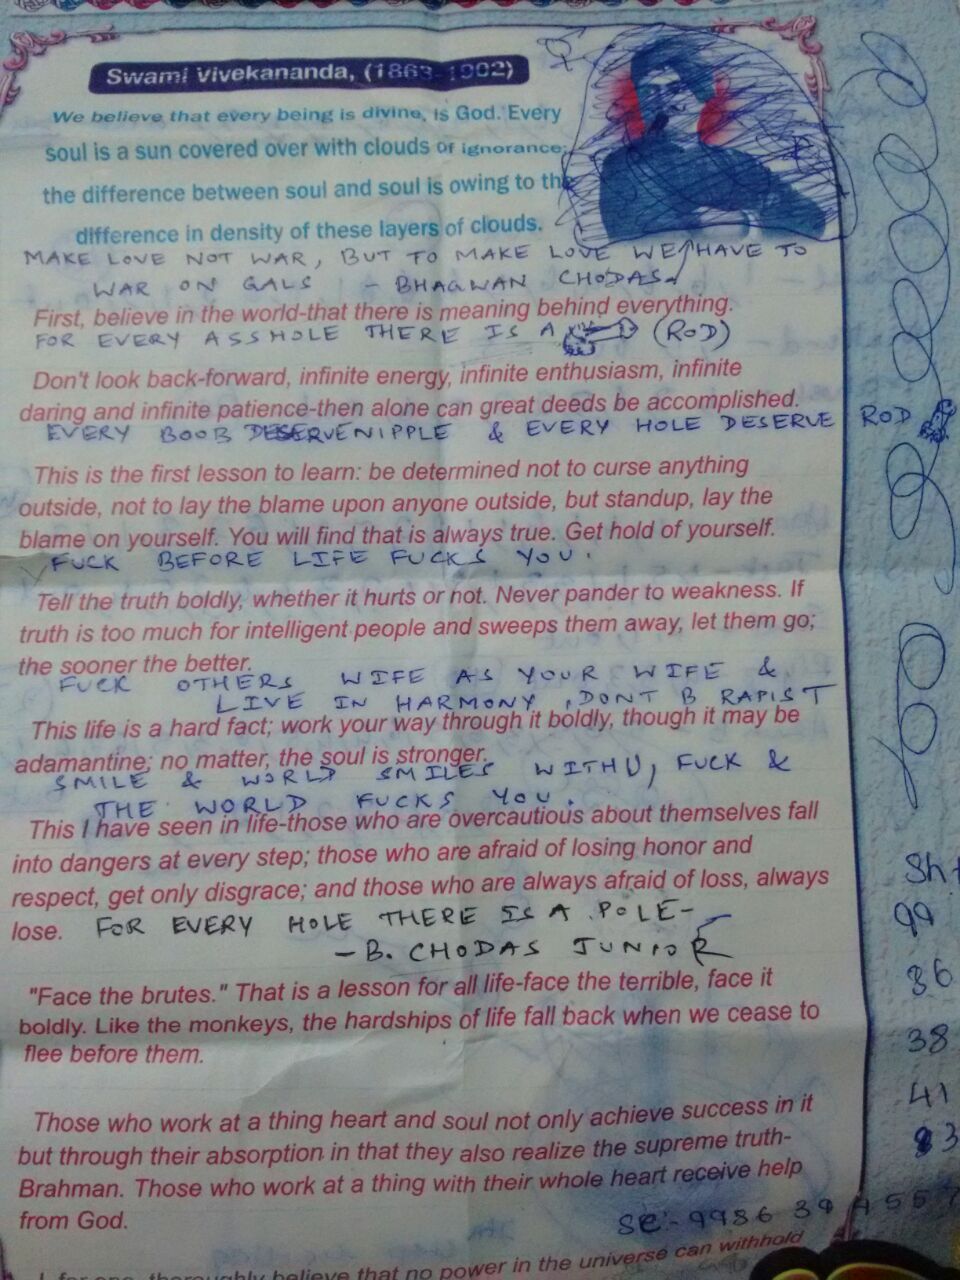 Swami Vivekananda, (1863-1902)
We believe that every being is divine, is God. Every
soul is a sun covered over with clouds of ignorance;
the difference between soul and soul is owing to the
difference in density of these layers of clouds.
MAKE LOVE NOT WAR, BUT TO MAKE LOVE WE HAVE TO
WAR ON GALS - BHAGWAN CHODAS
First, believe in the world-that there is meaning behind everything.
FOR EVERY ASSHOLE THERE IS A (ROD)
Don't look back-forward, infinite energy, infinite enthusiasm, infinite
daring and infinite patience-then alone can great deeds be accomplished.
EVERY BOOB DESERVE NIPPLE & EVERY HOLE DESERVE ROD
This is the first lesson to learn: be determined not to curse anything
outside, not to lay the blame upon anyone outside, but standup, lay the
blame on yourself. You will find that is always true. Get hold of yourself.
FUCK BEFORE LIFE FUCKS YOU.
Tell the truth boldly, whether it hurts or not. Never pander to weakness. If
truth is too much for intelligent people and sweeps them away, let them go;
the sooner the better.
FUCK OTHERS WIFE AS YOUR WIFE &
LIVE IN HARMONY, DONT B RAPIST
This life is a hard fact; work your way through it boldly, though it may be
adamantine; no matter, the soul is stronger.
SMILE & WORLD SMILES WITH U, FUCK &
THE WORLD FUCKS YOU.
This I have seen in life-those who are overcautious about themselves fall
into dangers at every step; those who are afraid of losing honor and
respect, get only disgrace; and those who are always afraid of loss, always
lose. FOR EVERY HOLE THERE IS A POLE-
- B. CHODAS JUNIOR
Sh
99
36
38
41
93
"Face the brutes." That is a lesson for all life-face the terrible, face it
boldly. Like the monkeys, the hardships of life fall back when we cease to
flee before them.
Those who work at a thing heart and soul not only achieve success in it
but through their absorption in that they also realize the supreme truth-
Brahman. Those who work at a thing with their whole heart receive help
from God.
SC:- 9986 39 4557
thoroughly believe that no power in the universe can withhold